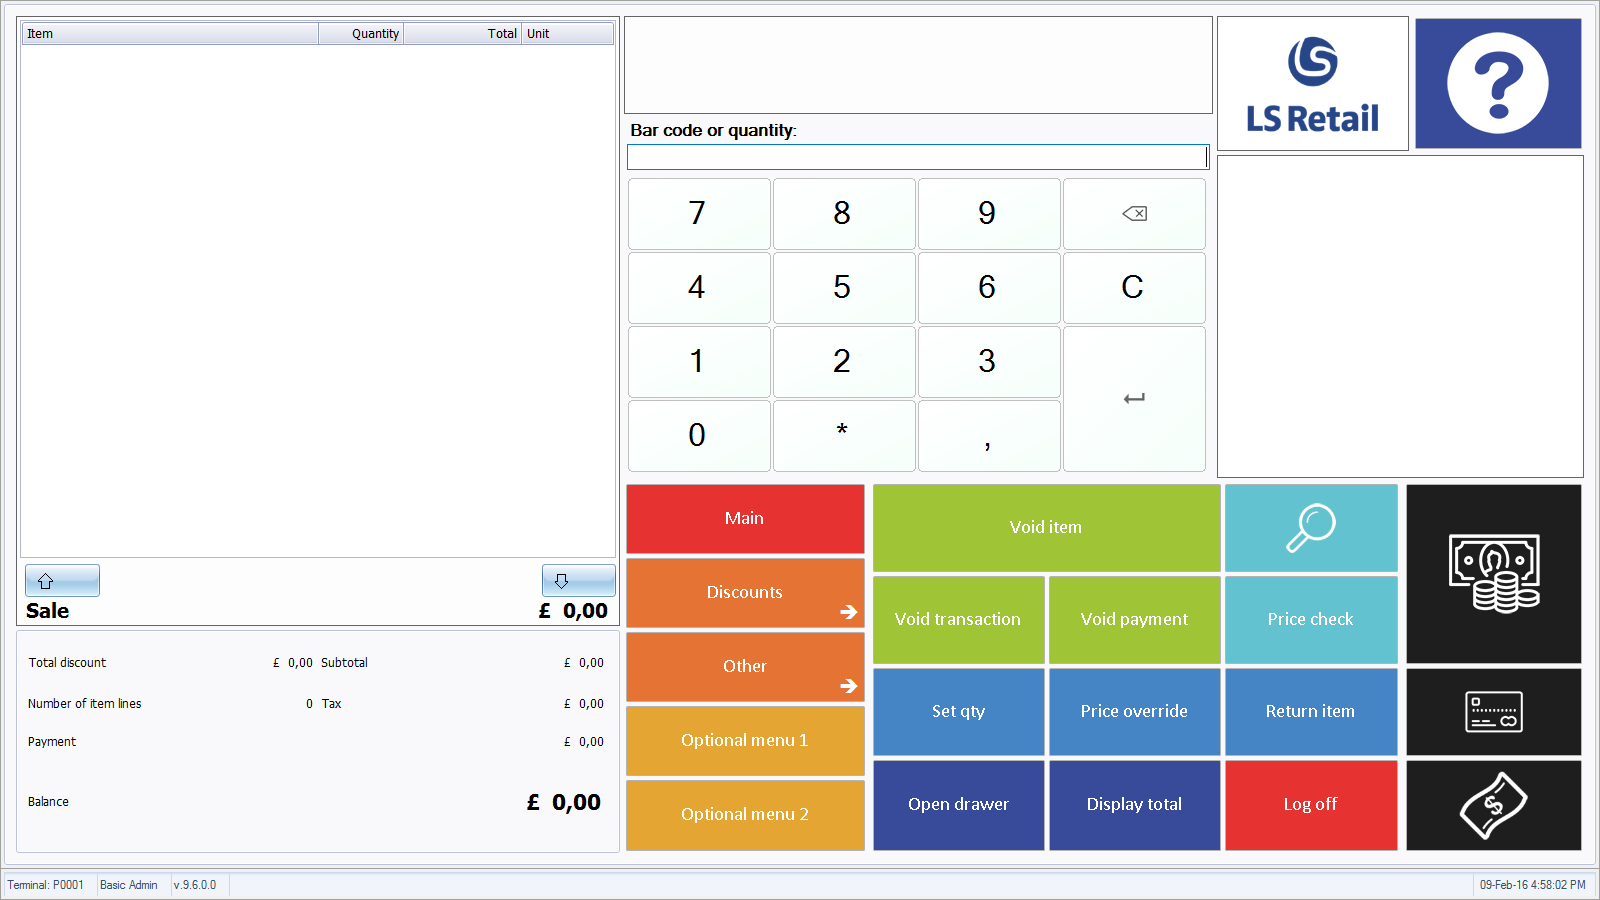 Item Quantity Total Unit
Sale £ 0,00
Total discount £ 0,00 Subtotal £ 0,00
Number of item lines 0 Tax £ 0,00
Payment £ 0,00
Balance £ 0,00
Bar code or quantity:
7 8 9
4 5 6 C
1 2 3
0 * ,
LS Retail
?
Main
Discounts
Other
Optional menu 1
Optional menu 2
Void item
Void transaction Void payment Price check
Set qty Price override Return item
Open drawer Display total Log off
$
Terminal: P0001 Basic Admin v.9.6.0.0 09-Feb-16 4:58:02 PM